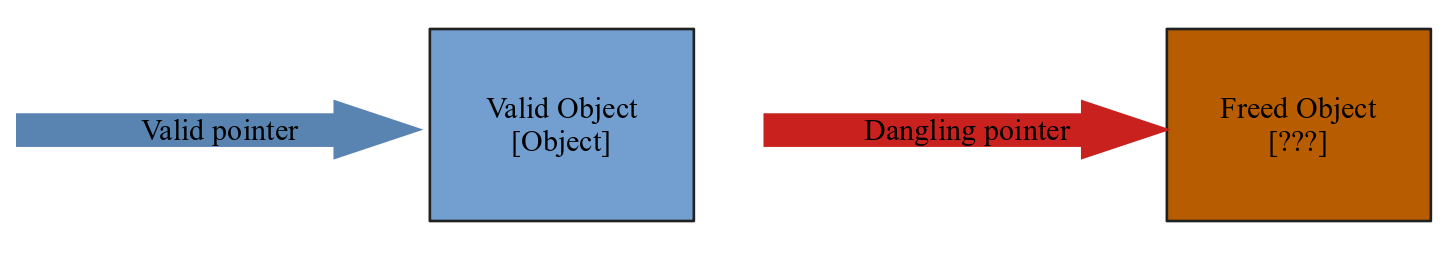 Valid pointer
Valid Object
[Object]
Dangling pointer
Freed Object
[???]